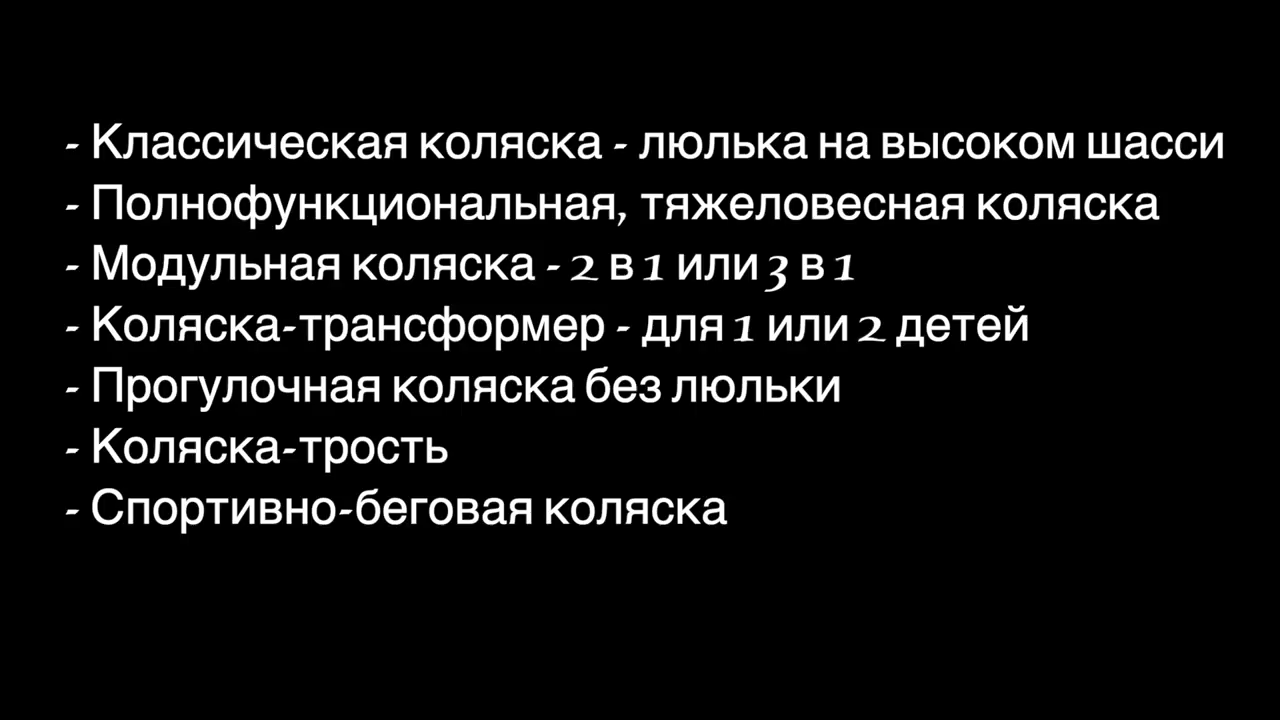 - Классическая коляска - люлька на высоком шасси
- Полнофункциональная, тяжеловесная коляска
- Модульная коляска - 2 в 1 или 3 в 1
- Коляска-трансформер - для 1 или 2 детей
- Прогулочная коляска без люльки
- Коляска-трость
- Спортивно-беговая коляска